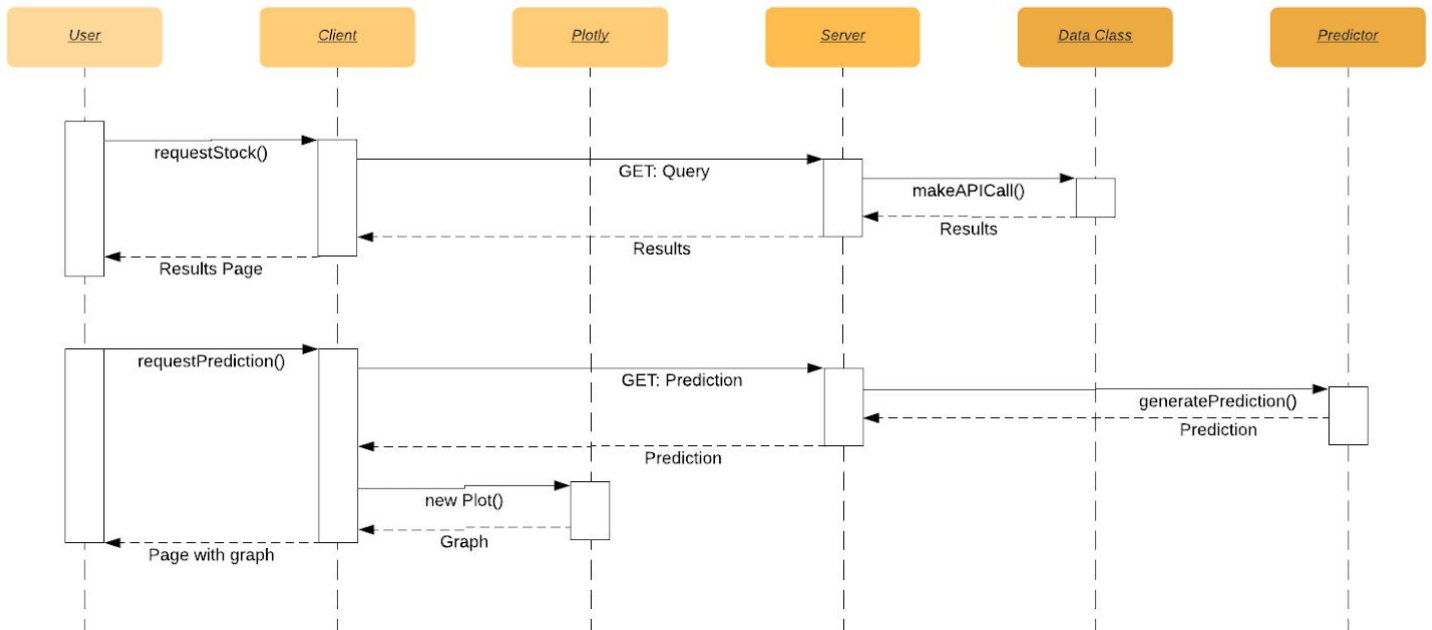 User
Client
Plotly
Server
Data Class
Predictor
requestStock()
GET: Query
makeAPICall()
Results
Results
Results Page
requestPrediction()
GET: Prediction
generatePrediction()
Prediction
Prediction
new Plot()
Graph
Page with graph